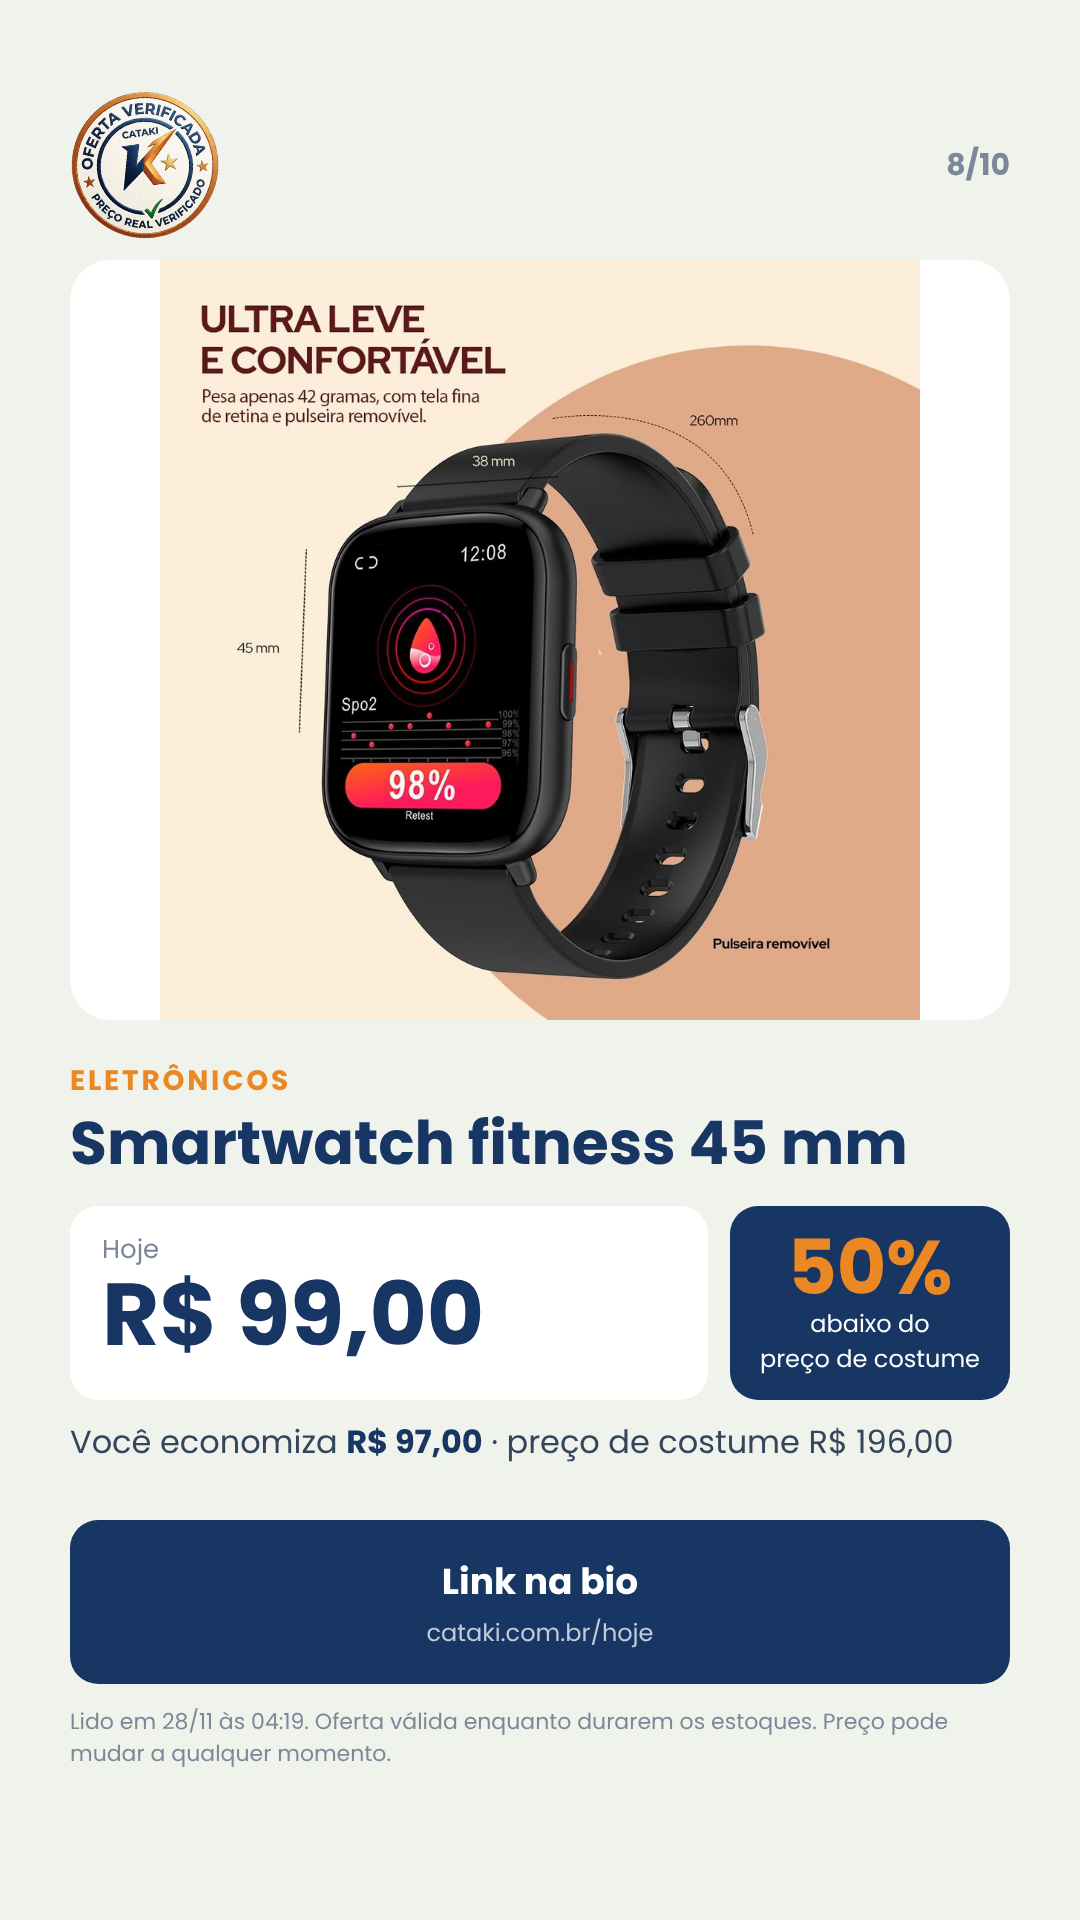 OFERTA VERIFICADA
CATAKI
K
PREÇO REAL VERIFICADO
8/10
ULTRA LEVE
E CONFORTÁVEL
Pesa apenas 42 gramas, com tela fina
de retina e pulseira removível.
260mm
38 mm
12:08
45 mm
Spo2
100%
99%
98%
97%
96%
98%
Retest
Pulseira removível
ELETRÔNICOS
Smartwatch fitness 45 mm
Hoje
R$ 99,00
50%
abaixo do
preço de costume
Você economiza R$ 97,00 · preço de costume R$ 196,00
Link na bio
cataki.com.br/hoje
Lido em 28/11 às 04:19. Oferta válida enquanto durarem os estoques. Preço pode
mudar a qualquer momento.